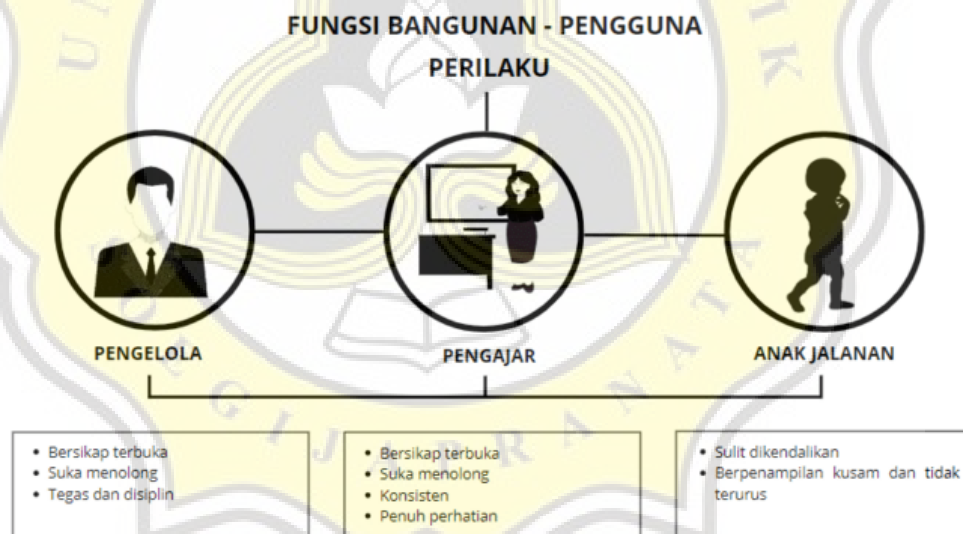 FUNGSI BANGUNAN - PENGGUNA
PERILAKU
PENGELOLA
PENGAJAR
ANAK JALANAN
• Bersikap terbuka
• Suka menolong
• Tegas dan disiplin
• Bersikap terbuka
• Suka menolong
• Konsisten
• Penuh perhatian
• Sulit dikendalikan
• Berpenampilan kusam dan tidak
terurus
SOEGIJAPRANATA